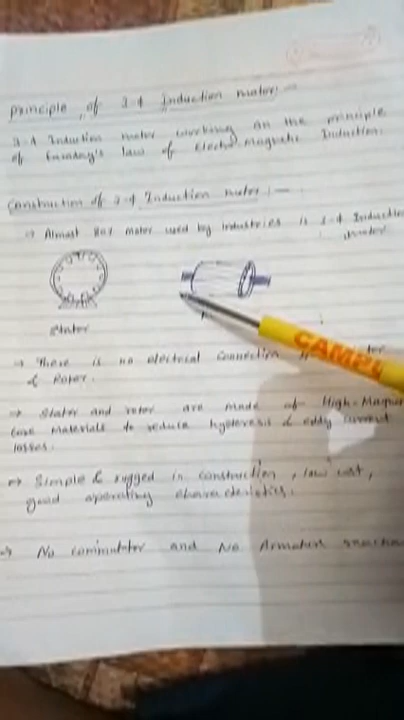 Principle of 3-ϕ Induction motor:-
3-ϕ Induction motor working on the principle
of Faraday's law of Electro-magnetic Induction.
Construction of 3-ϕ Induction motor:-
→ Almost 80% motor used by industries is 3-ϕ Induction
motor
Stator
→ There is no electrical connection
& Rotor.
→ Stator and rotor are made of High-Magnet
Core Materials to reduce hysteresis & eddy current
losses.
→ Simple & rugged in construction, low cost,
good operating characteristics.
→ No commutator and No Armature
CAMPU